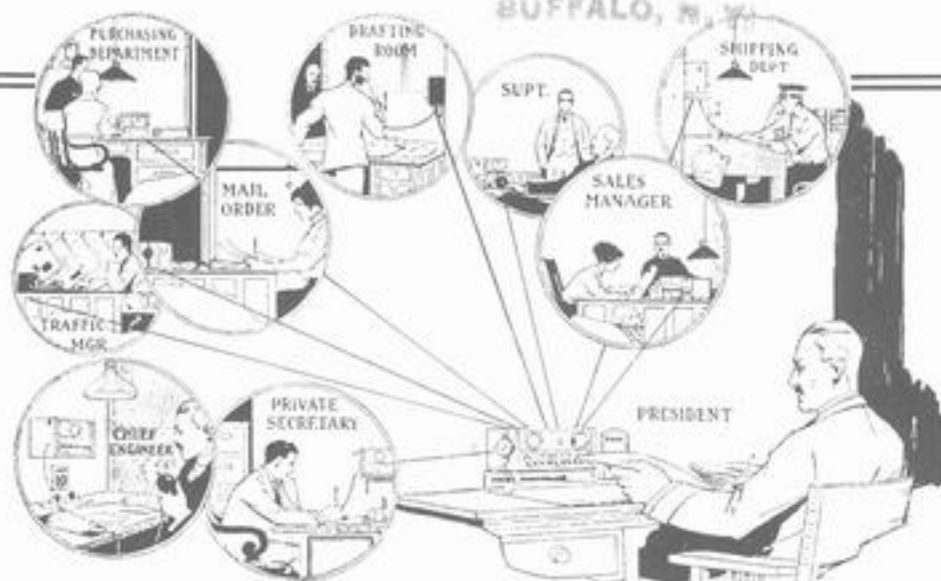 BUFFALO, N.Y.
PURCHASING
DEPARTMENT
DRAFTING
ROOM
SUPT.
SHIPPING
DEPT
MAIL
ORDER
SALES
MANAGER
TRAFFIC
MGR
CHIEF
ENGINEER
PRIVATE
SECRETARY
PRESIDENT